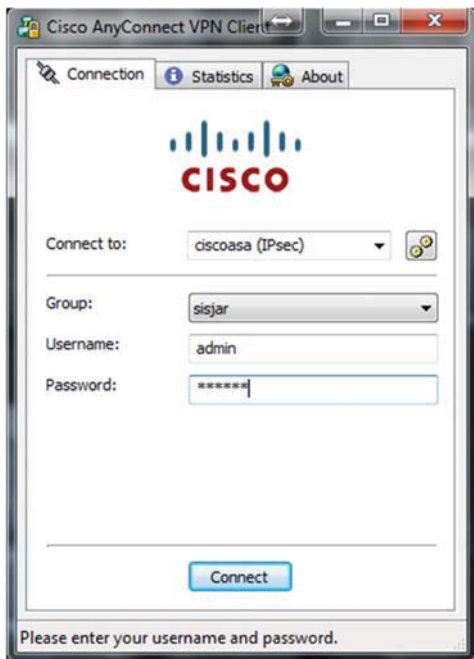 Cisco AnyConnect VPN Client
Connection Statistics About
CISCO
Connect to: ciscoasa (IPsec)
Group: sisjar
Username: admin
Password: ******
Connect
Please enter your username and password.